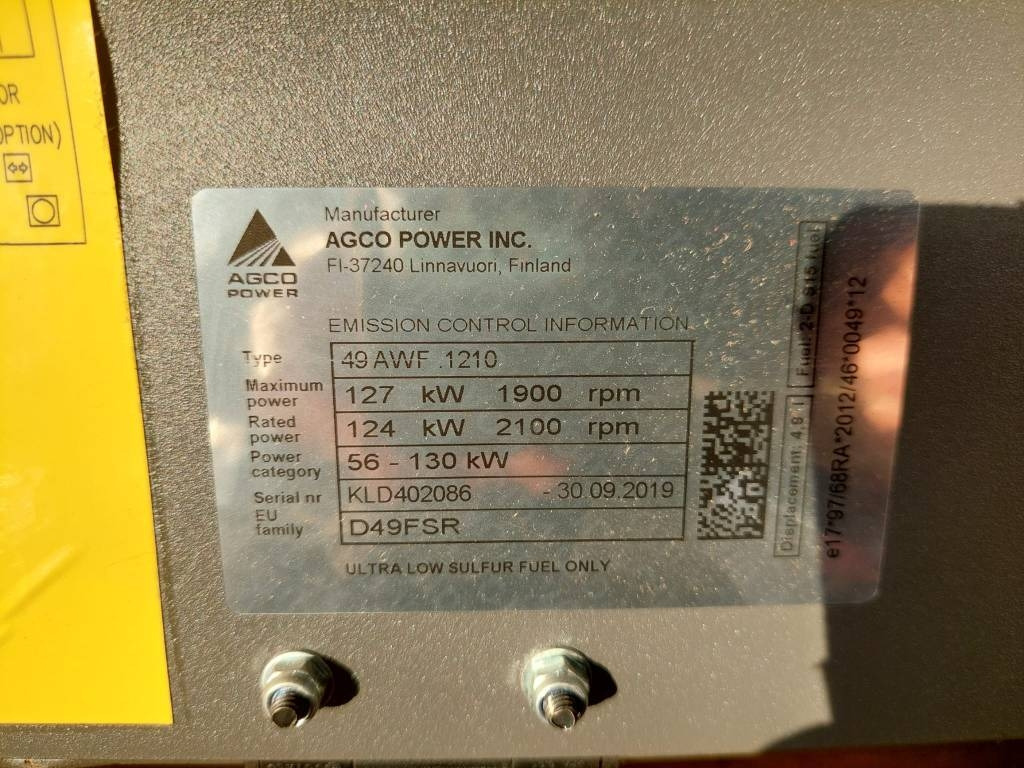 OR
OPTION)
AGCO
POWER
Manufacturer
AGCO POWER INC.
FI-37240 Linnavuori, Finland
EMISSION CONTROL INFORMATION
Type 49 AWF .1210
Maximum power 127 kW 1900 rpm
Rated power 124 kW 2100 rpm
Power category 56 - 130 kW
Serial nr KLD402086 - 30.09.2019
EU family D49FSR
ULTRA LOW SULFUR FUEL ONLY
Displacement: 4,9 l
Fuel: 2-D S15 fuel
e17*97/68RA*2012/46*0049*12